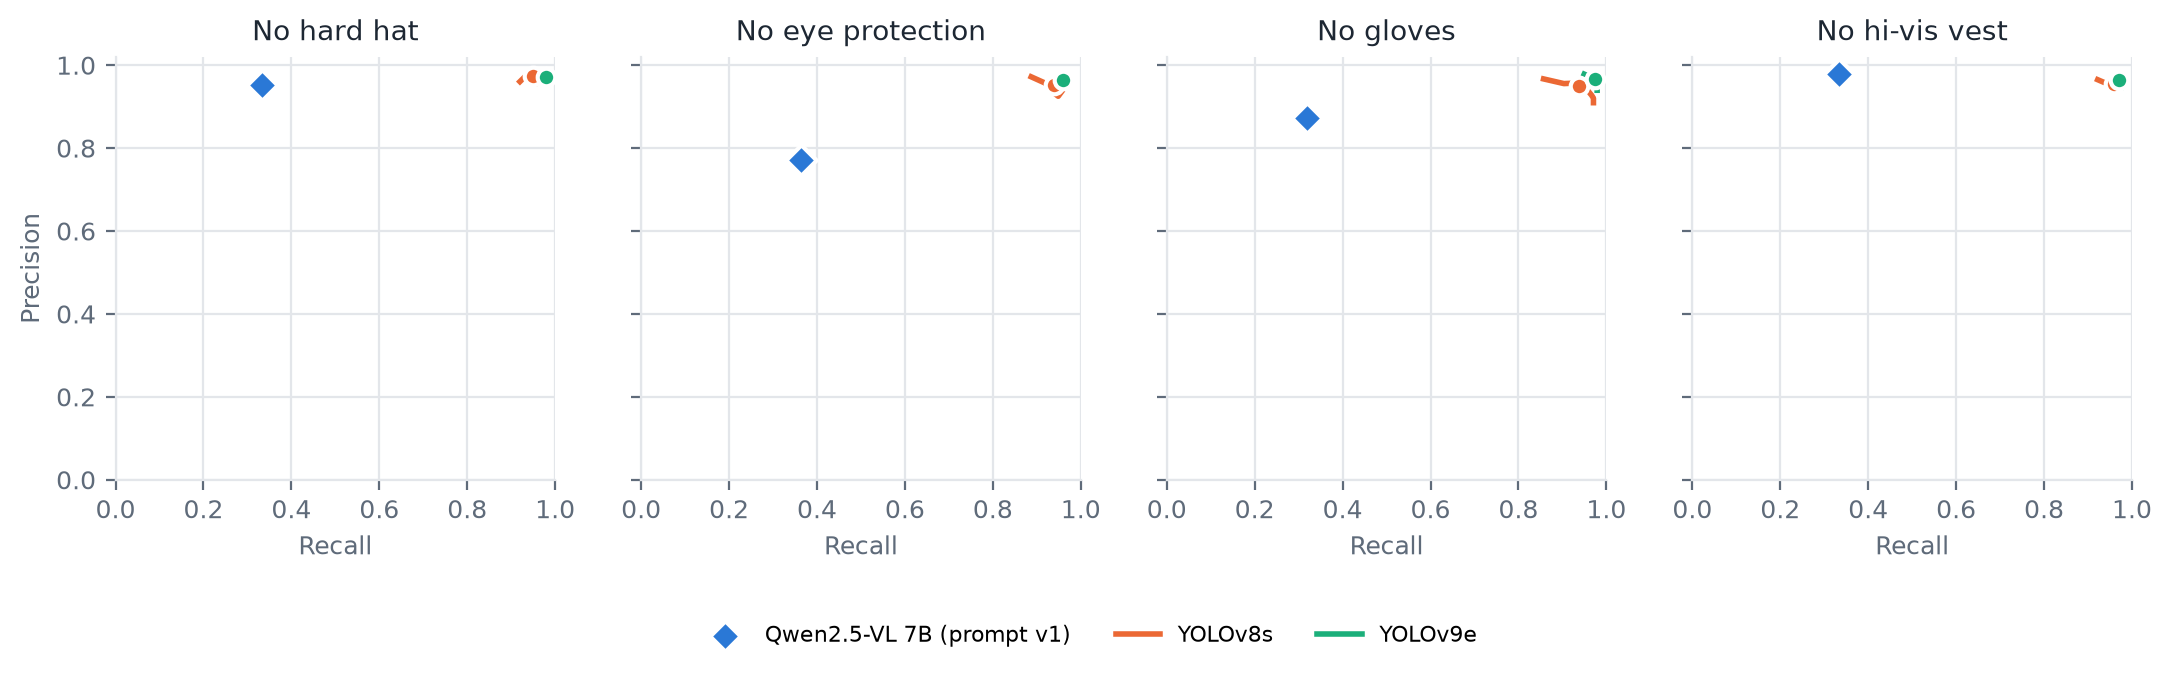 No hard hat
No eye protection
No gloves
No hi-vis vest
Precision
1.0
0.8
0.6
0.4
0.2
0.0
0.0 0.2 0.4 0.6 0.8 1.0
0.0 0.2 0.4 0.6 0.8 1.0
0.0 0.2 0.4 0.6 0.8 1.0
0.0 0.2 0.4 0.6 0.8 1.0
Recall
Recall
Recall
Recall
Qwen2.5-VL 7B (prompt v1)
YOLOv8s
YOLOv9e